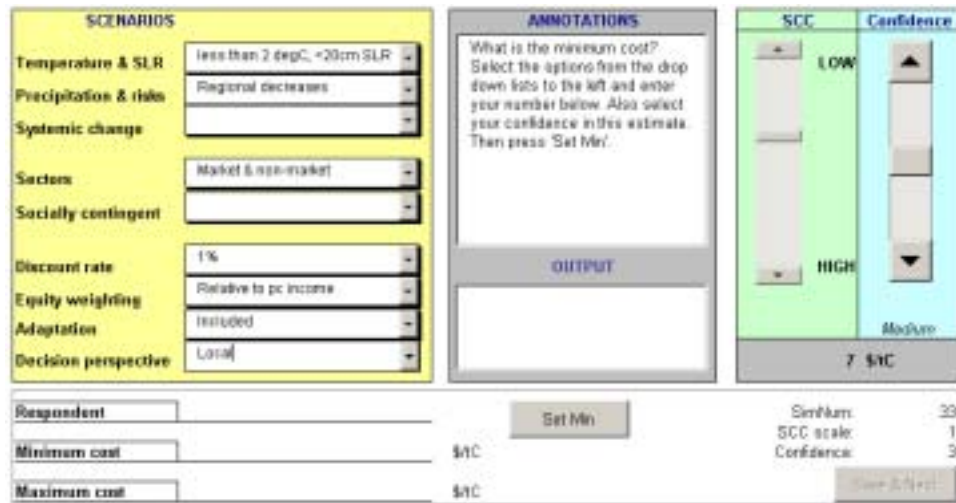 SCENARIOS
Temperature & SLR less than 2 degC, <20cm SLR
Precipitation & risks Regional decreases
Systemic change
Sectors Market & non-market
Socially contingent
Discount rate 1%
Equity weighting Relative to pc income
Adaptation Included
Decision perspective Local
ANNOTATIONS
What is the minimum cost?
Select the options from the drop
down lists to the left and enter
your number below. Also select
your confidence in this estimate.
Then press 'Set Min'.
OUTPUT
SCC Confidence
LOW
HIGH
Medium
7 $/tC
Respondent
Minimum cost $/tC
Maximum cost $/tC
Set Min
SimNum: 33
SCC scale: 1
Confidence: 3
Save & Next